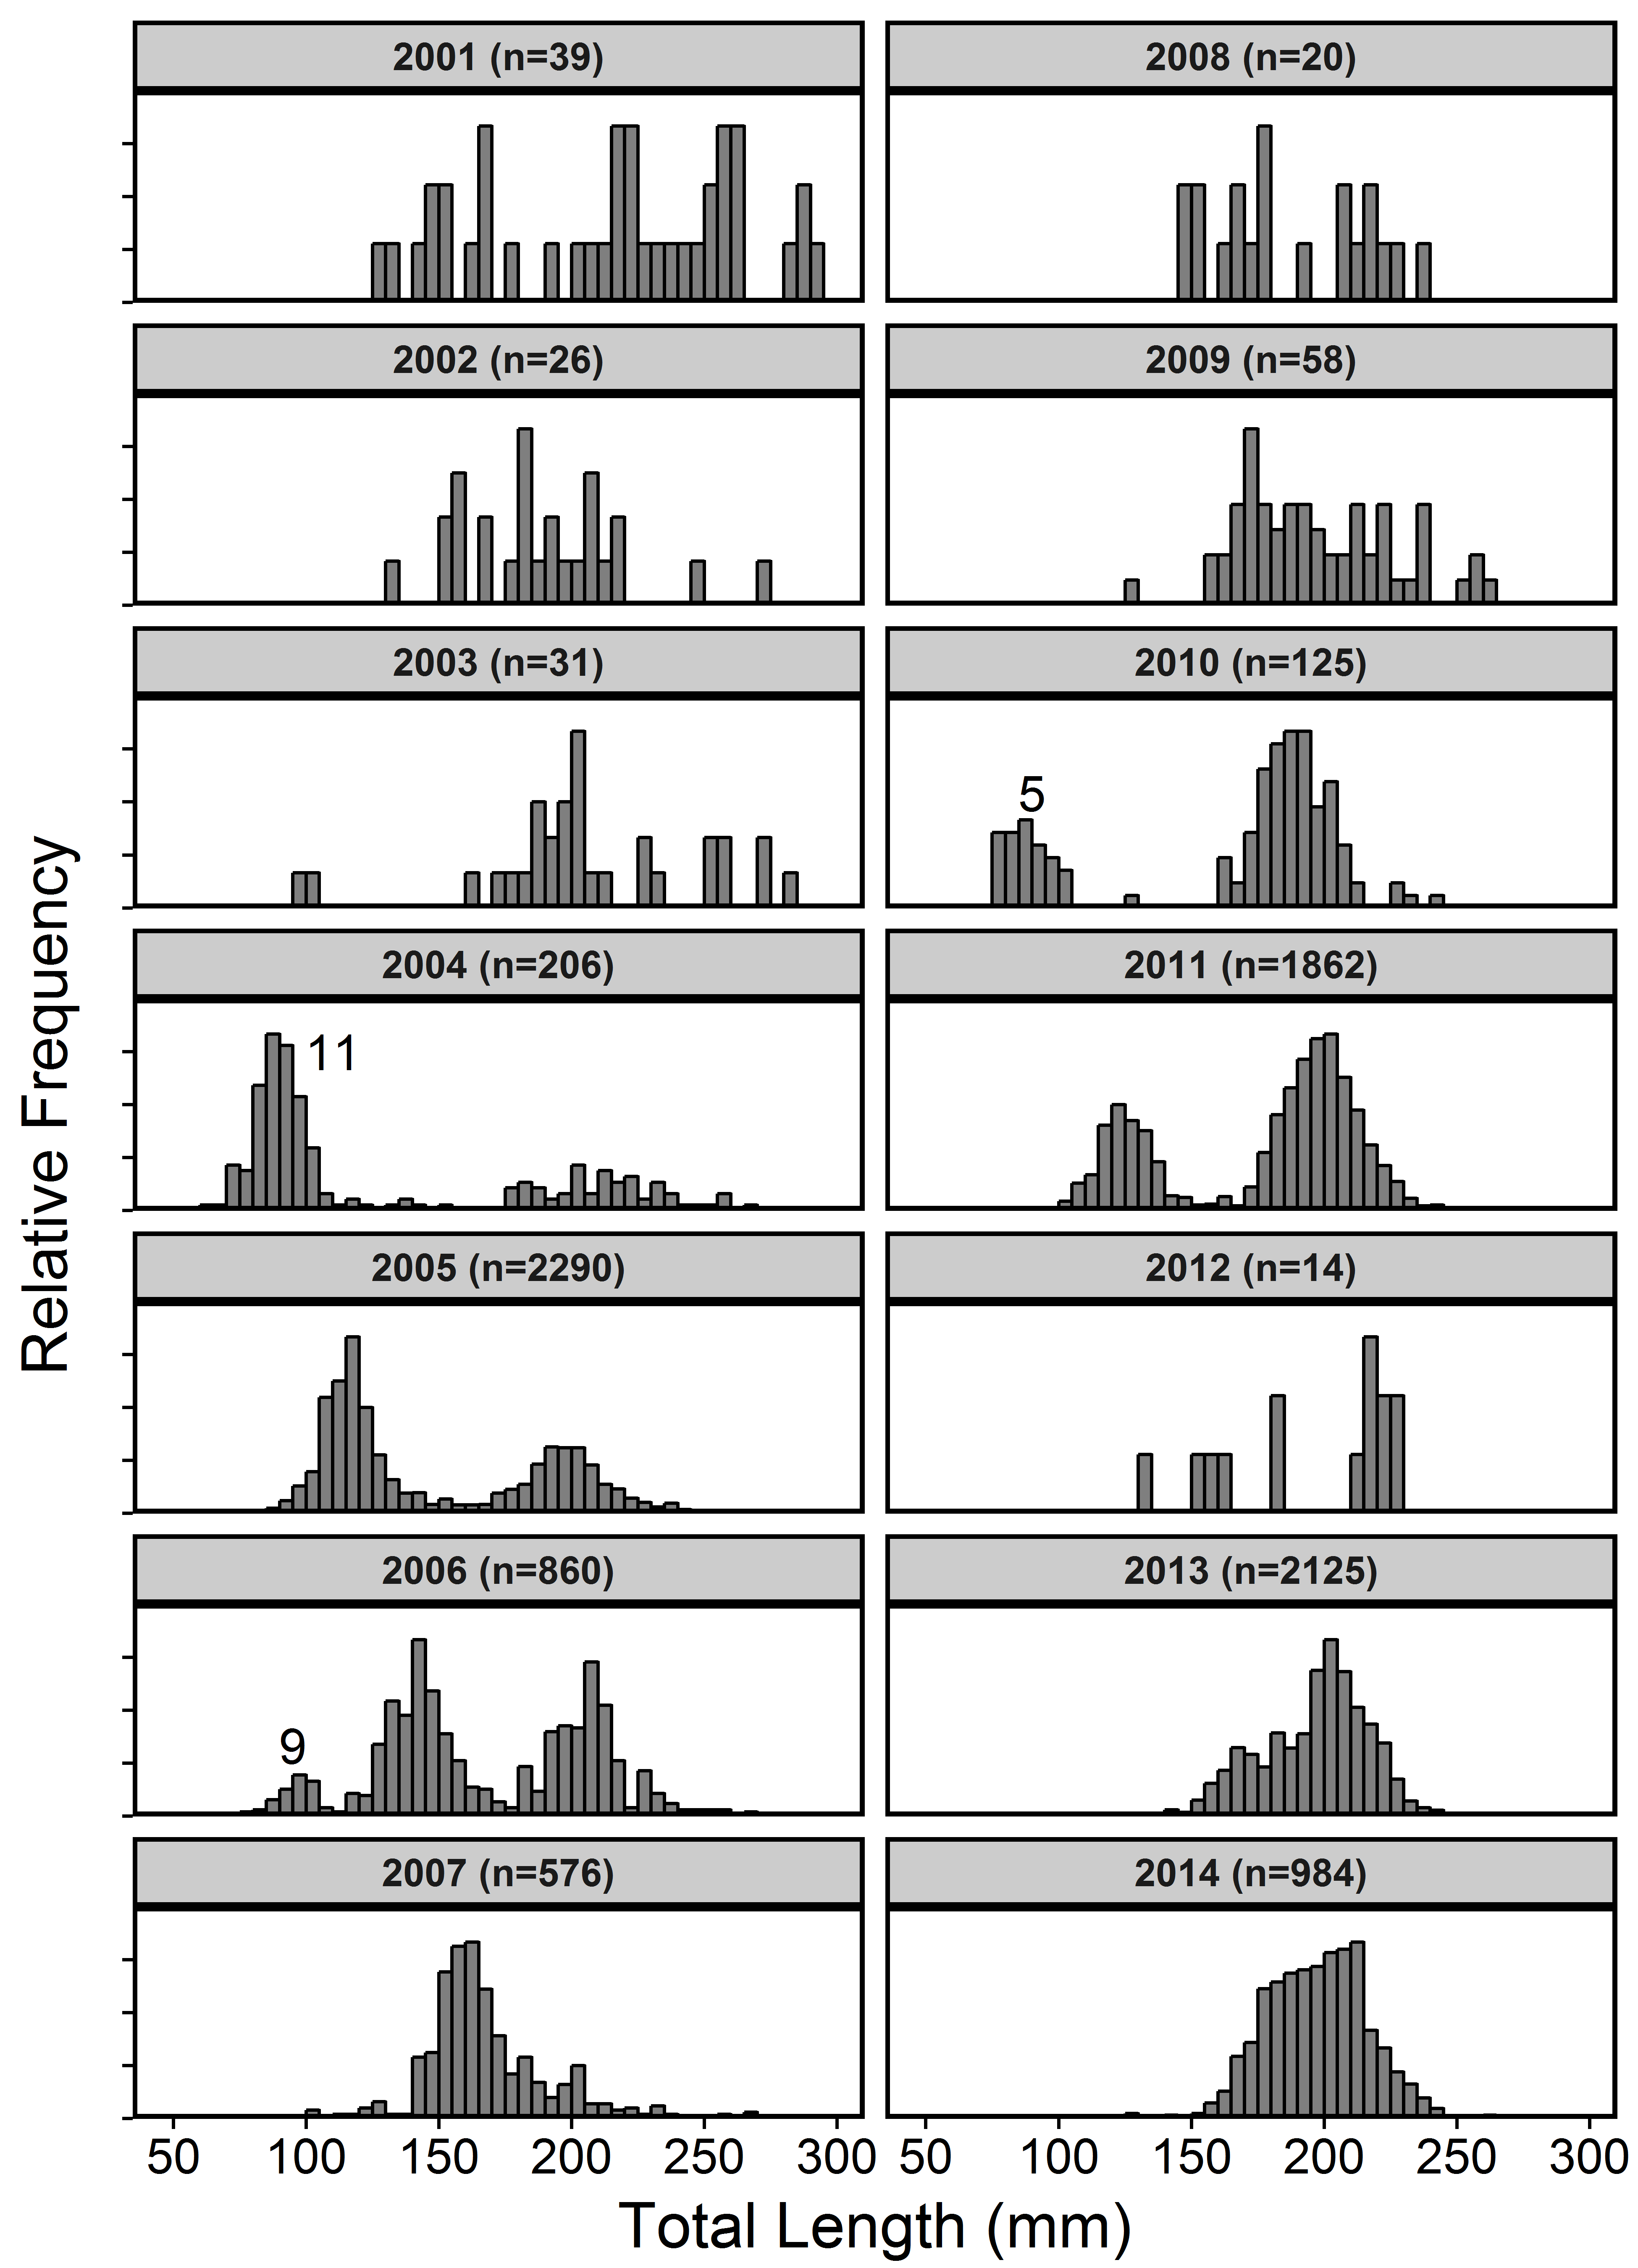 2001 (n=39)
2008 (n=20)
2002 (n=26)
2009 (n=58)
2003 (n=31)
2010 (n=125)
5
2004 (n=206)
2011 (n=1862)
11
2005 (n=2290)
2012 (n=14)
2006 (n=860)
2013 (n=2125)
9
2007 (n=576)
2014 (n=984)
Relative Frequency
50 100 150 200 250 300 50 100 150 200 250 300
Total Length (mm)